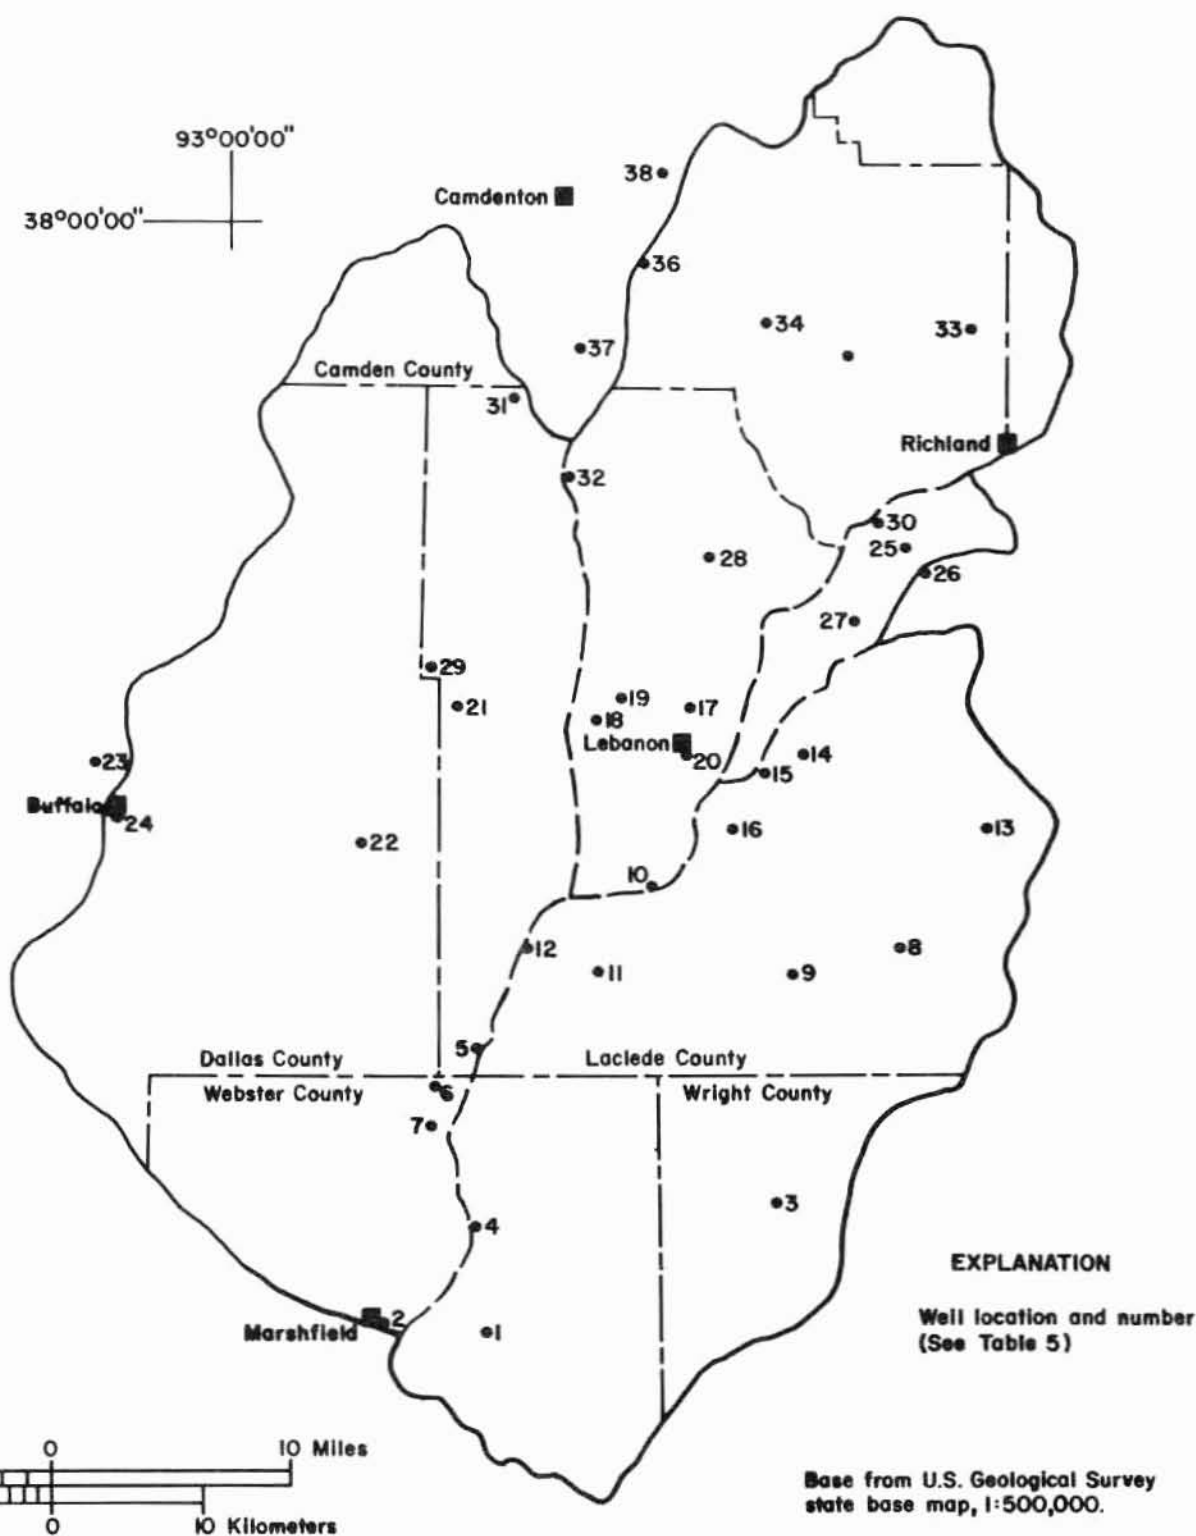 93°00'00"
38°00'00"
Camdenton
38
36
34
33
37
Camden County
31
Richland
32
30
25
28
26
27
29
21
19
18
17
Lebanon
20
14
15
23
Buffalo
24
22
16
13
10
12
11
9
8
5
Dallas County
Laclede County
6
Webster County
Wright County
7
3
4
EXPLANATION
Well location and number
(See Table 5)
2
Marshfield
1
0 10 Miles
0 10 Kilometers
Base from U.S. Geological Survey
state base map, 1:500,000.